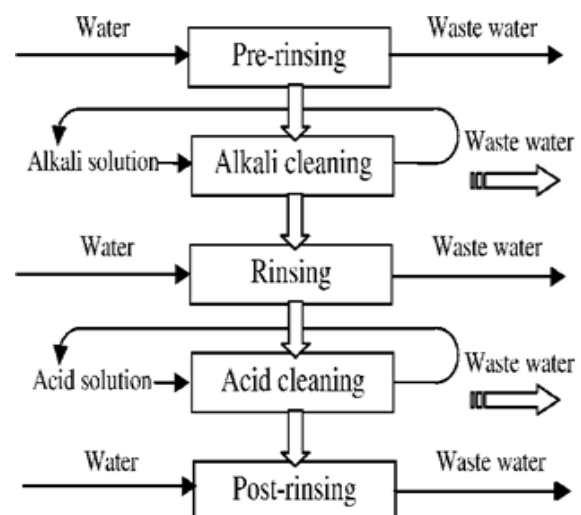 Water
Waste water
Pre-rinsing
Waste water
Alkali solution
Alkali cleaning
Water
Waste water
Rinsing
Waste water
Acid solution
Acid cleaning
Water
Waste water
Post-rinsing